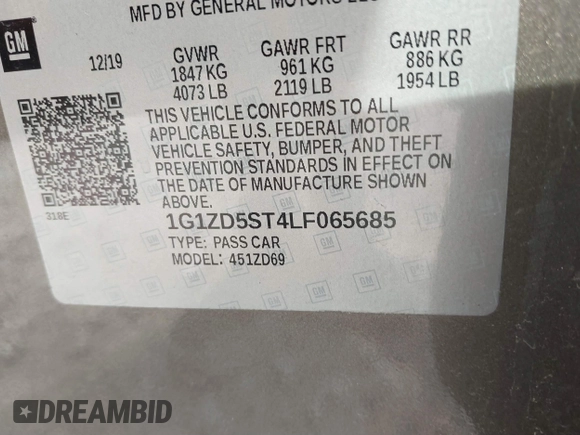 MFD BY GENERAL MOTORS LLC
GM
12/19 GVWR GAWR FRT GAWR RR
1847 KG 961 KG 886 KG
4073 LB 2119 LB 1954 LB
THIS VEHICLE CONFORMS TO ALL
APPLICABLE U.S. FEDERAL MOTOR
VEHICLE SAFETY, BUMPER, AND THEFT
PREVENTION STANDARDS IN EFFECT ON
THE DATE OF MANUFACTURE SHOWN
ABOVE.
318E
1G1ZD5ST4LF065685
TYPE: PASS CAR
MODEL: 451ZD69
DREAMBID